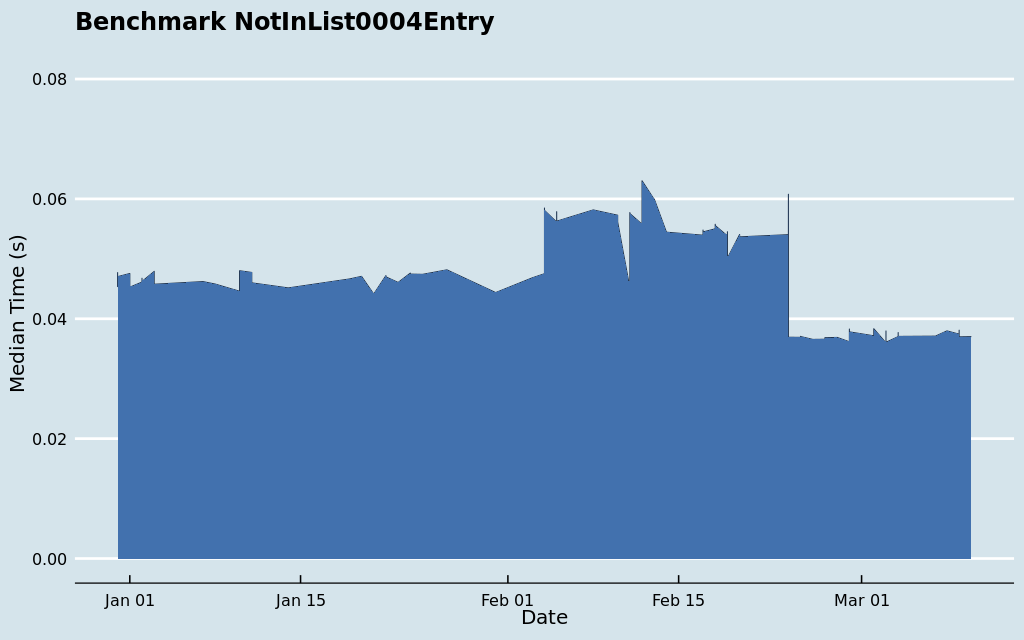 Benchmark NotInList0004Entry
0.08
0.06
0.04
0.02
0.00
Median Time (s)
Jan 01 Jan 15 Feb 01 Feb 15 Mar 01
Date